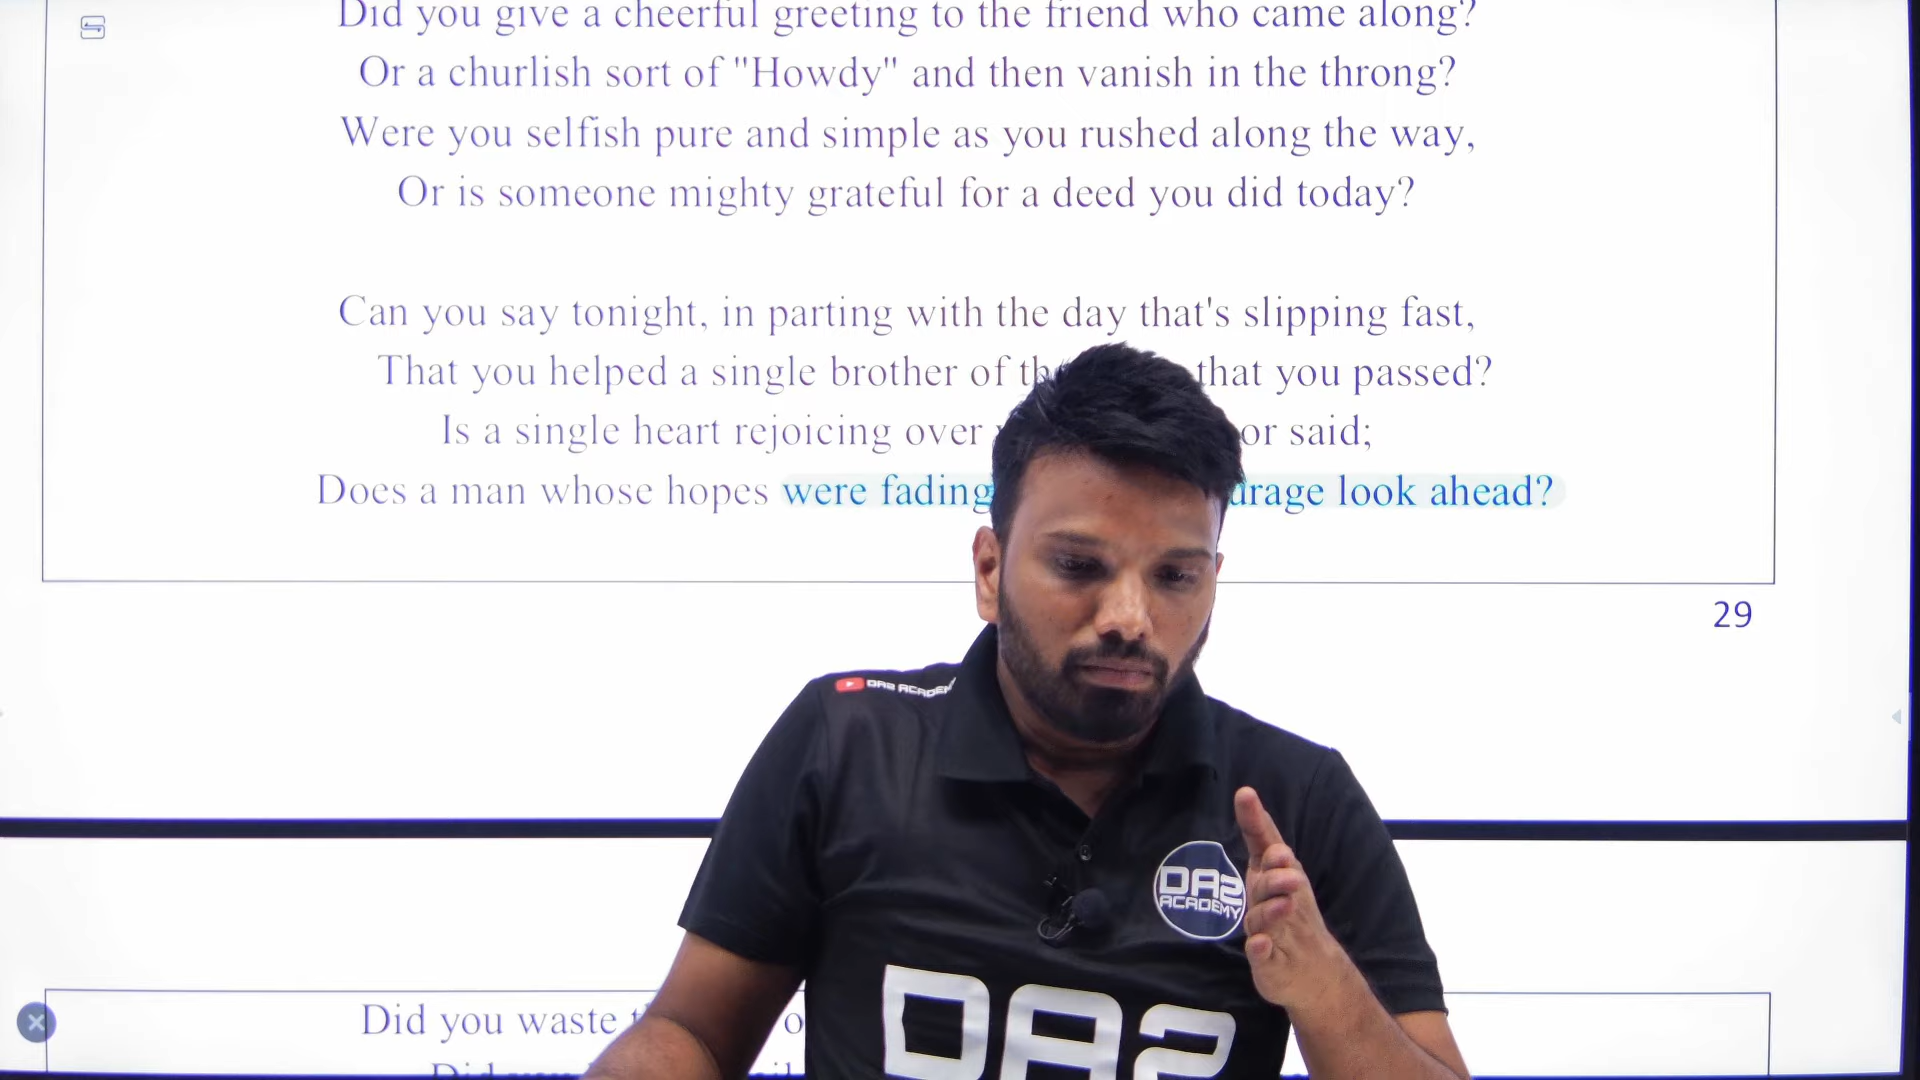 Did you give a cheerful greeting to the friend who came along?
Or a churlish sort of "Howdy" and then vanish in the throng?
Were you selfish pure and simple as you rushed along the way,
Or is someone mighty grateful for a deed you did today?
Can you say tonight, in parting with the day that's slipping fast,
That you helped a single brother of that you passed?
Is a single heart rejoicing over or said;
Does a man whose hopes were fading look ahead?
29
DA2 ACADEMY
DA2
ACADEMY
DA2
Did you waste